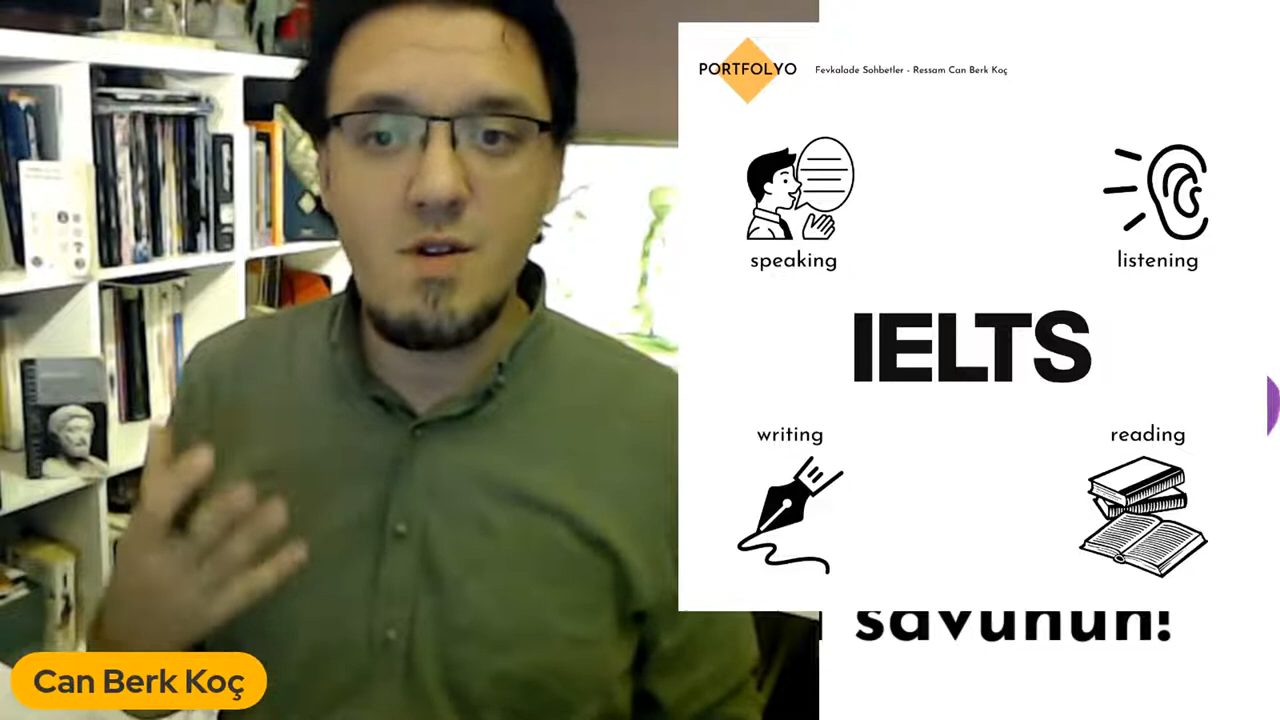 PORTFOLYO
Fevkalade Sohbetler - Ressam Can Berk Koç
speaking
listening
IELTS
writing
reading
savunun!
Can Berk Koç